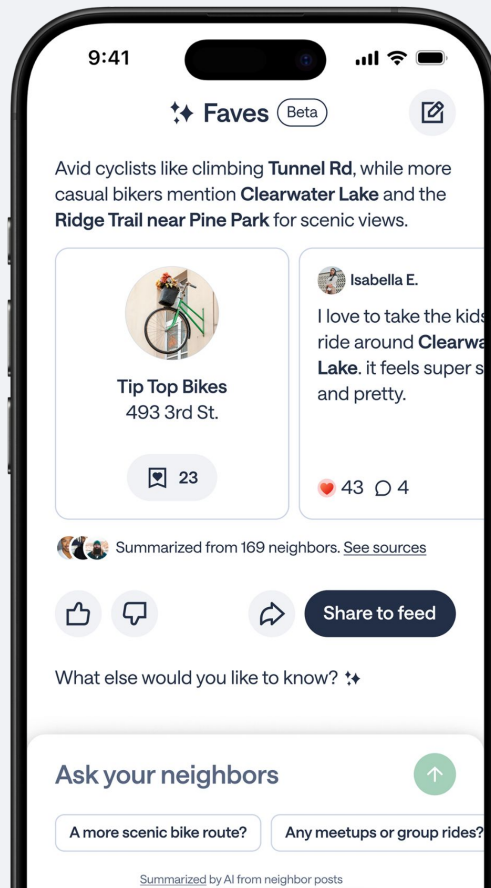 9:41
Faves Beta
Avid cyclists like climbing Tunnel Rd, while more
casual bikers mention Clearwater Lake and the
Ridge Trail near Pine Park for scenic views.
Tip Top Bikes
493 3rd St.
23
Isabella E.
I love to take the kids
ride around Clearwa
Lake. it feels super s
and pretty.
43 4
Summarized from 169 neighbors. See sources
Share to feed
What else would you like to know?
Ask your neighbors
A more scenic bike route?
Any meetups or group rides?
Summarized by AI from neighbor posts